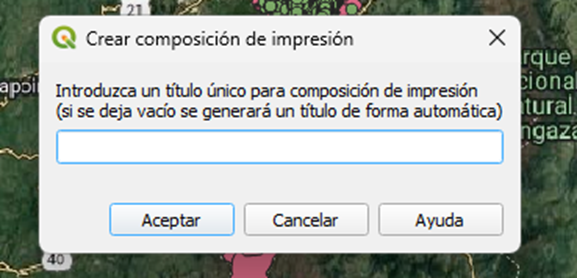 21
Crear composición de impresión
rque
apoi
Introduzca un título único para composición de impresión
cional
(si se deja vacío se generará un título de forma automática)
tural
ngaza
Aceptar
Cancelar
Ayuda
40